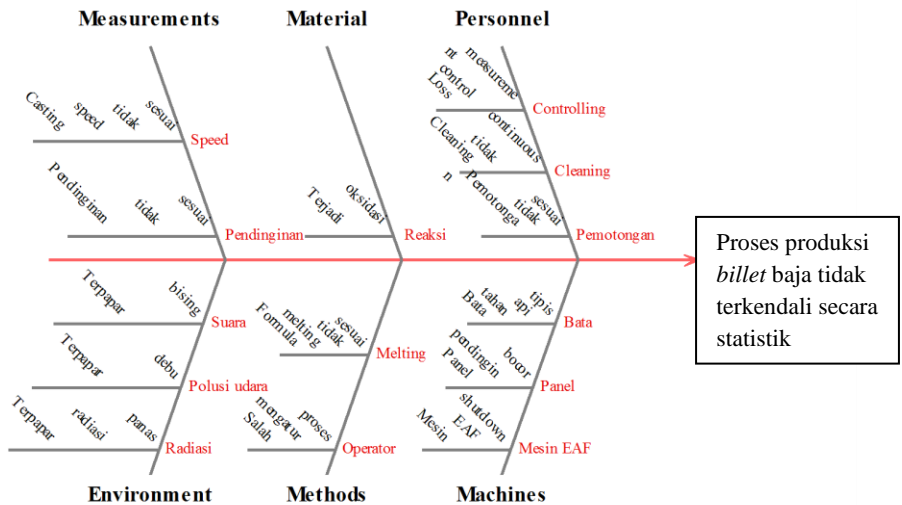 Measurements
Material
Personnel
Casting speed tidak sesuai
Speed
Pendinginan tidak sesuai
Pendinginan
Terjadi oksidasi
Reaksi
Loss control measureme
nt
Controlling
Cleaning tidak continuous
Cleaning
Pemotonga tidak sesuai
n
Pemotongan
Proses produksi
billet baja tidak
terkendali secara
statistik
Terpapar bising
Suara
Terpapar debu
Polusi udara
Terpapar radiasi panas
Radiasi
Formula melting tidak sesuai
Melting
Salah mengatur proses
Operator
Bata tahan api tipis
Bata
Panel pendingin bocor
Panel
Mesin EAF shutdown
Mesin EAF
Environment
Methods
Machines